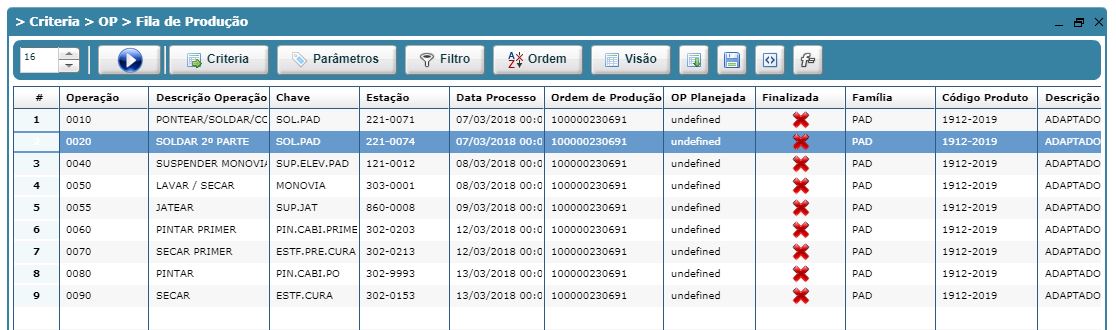 > Criteria > OP > Fila de Produção
16 Criteria Parâmetros Filtro Ordem Visão
# Operação Descrição Operação Chave Estação Data Processo Ordem de Produção OP Planejada Finalizada Família Código Produto Descrição
1 0010 PONTEAR/SOLDAR/CC SOL.PAD 221-0071 07/03/2018 00:0 100000230691 undefined PAD 1912-2019 ADAPTADO
2 0020 SOLDAR 2º PARTE SOL.PAD 221-0074 07/03/2018 00:0 100000230691 undefined PAD 1912-2019 ADAPTADO
3 0040 SUSPENDER MONOVIA SUP.ELEV.PAD 121-0012 08/03/2018 00:0 100000230691 undefined PAD 1912-2019 ADAPTADO
4 0050 LAVAR / SECAR MONOVIA 303-0001 08/03/2018 00:0 100000230691 undefined PAD 1912-2019 ADAPTADO
5 0055 JATEAR SUP.JAT 860-0008 09/03/2018 00:0 100000230691 undefined PAD 1912-2019 ADAPTADO
6 0060 PINTAR PRIMER PIN.CABI.PRIME 302-0203 12/03/2018 00:0 100000230691 undefined PAD 1912-2019 ADAPTADO
7 0070 SECAR PRIMER ESTF.PRE.CURA 302-0213 12/03/2018 00:0 100000230691 undefined PAD 1912-2019 ADAPTADO
8 0080 PINTAR PIN.CABI.PO 302-9993 13/03/2018 00:0 100000230691 undefined PAD 1912-2019 ADAPTADO
9 0090 SECAR ESTF.CURA 302-0153 13/03/2018 00:0 100000230691 undefined PAD 1912-2019 ADAPTADO